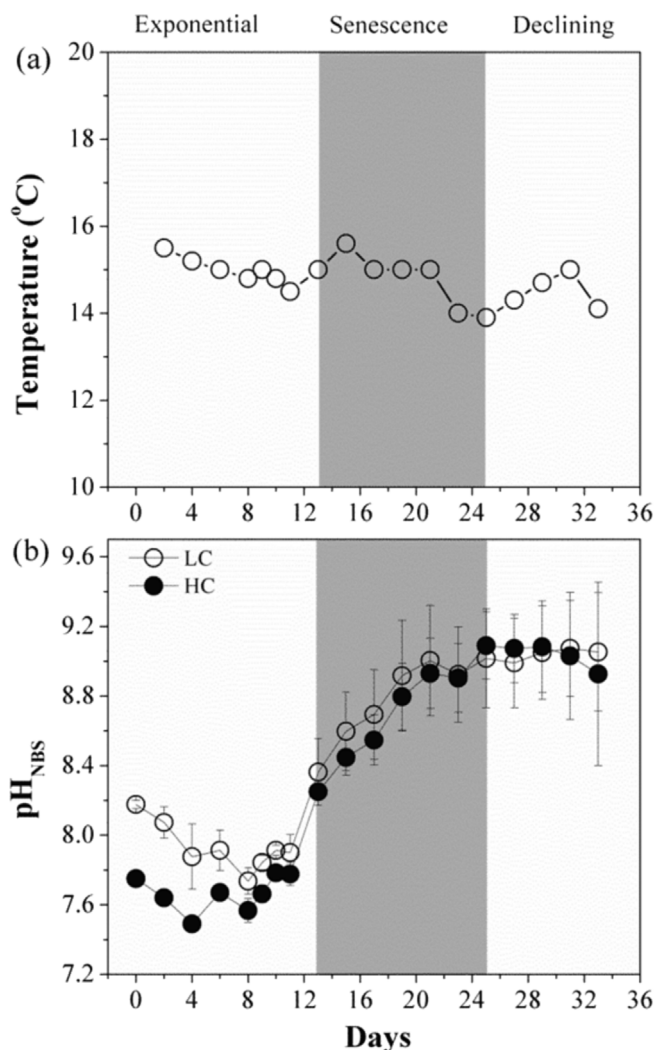 Exponential Senescence Declining
(a)
20
18
16
14
12
10
Temperature (°C)
0 4 8 12 16 20 24 28 32 36
(b)
LC
HC
9.6
9.2
8.8
8.4
8.0
7.6
7.2
pHNBS
0 4 8 12 16 20 24 28 32 36
Days